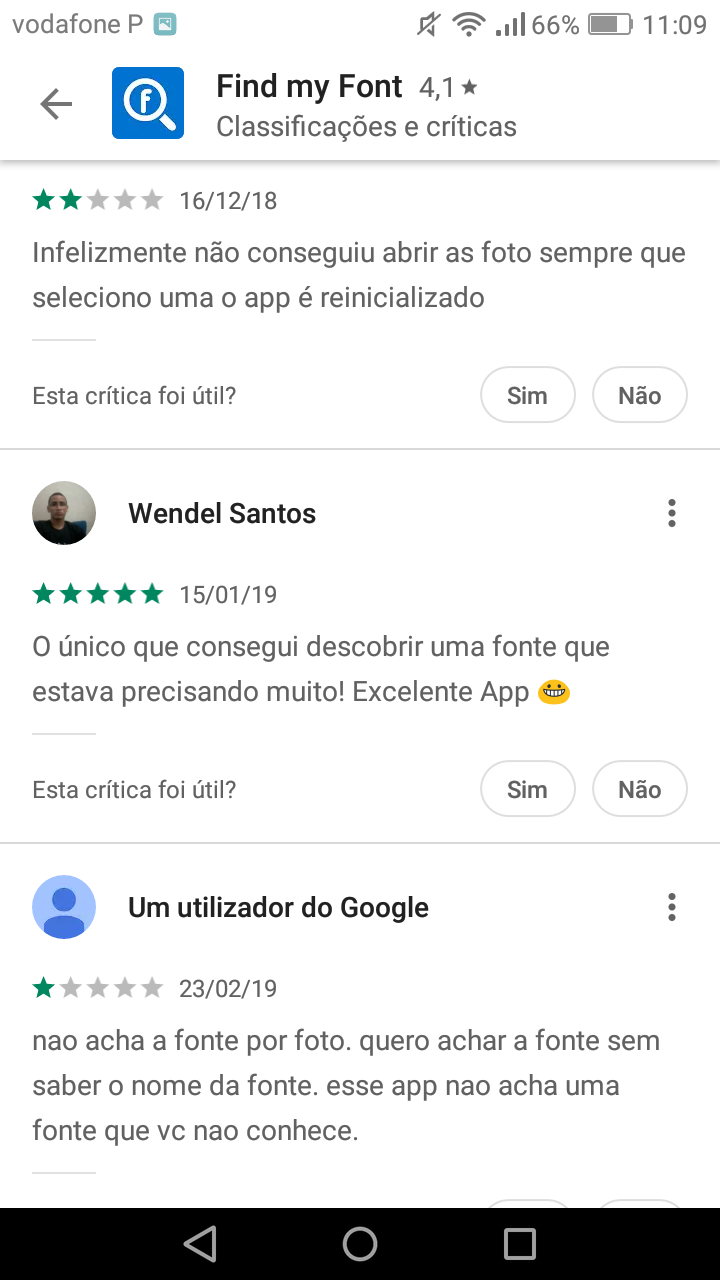 vodafone P 66% 11:09
Find my Font 4,1★
Classificações e críticas
16/12/18
Infelizmente não conseguiu abrir as foto sempre que
seleciono uma o app é reinicializado
Esta crítica foi útil? Sim Não
Wendel Santos
15/01/19
O único que consegui descobrir uma fonte que
estava precisando muito! Excelente App 😀
Esta crítica foi útil? Sim Não
Um utilizador do Google
23/02/19
nao acha a fonte por foto. quero achar a fonte sem
saber o nome da fonte. esse app nao acha uma
fonte que vc nao conhece.